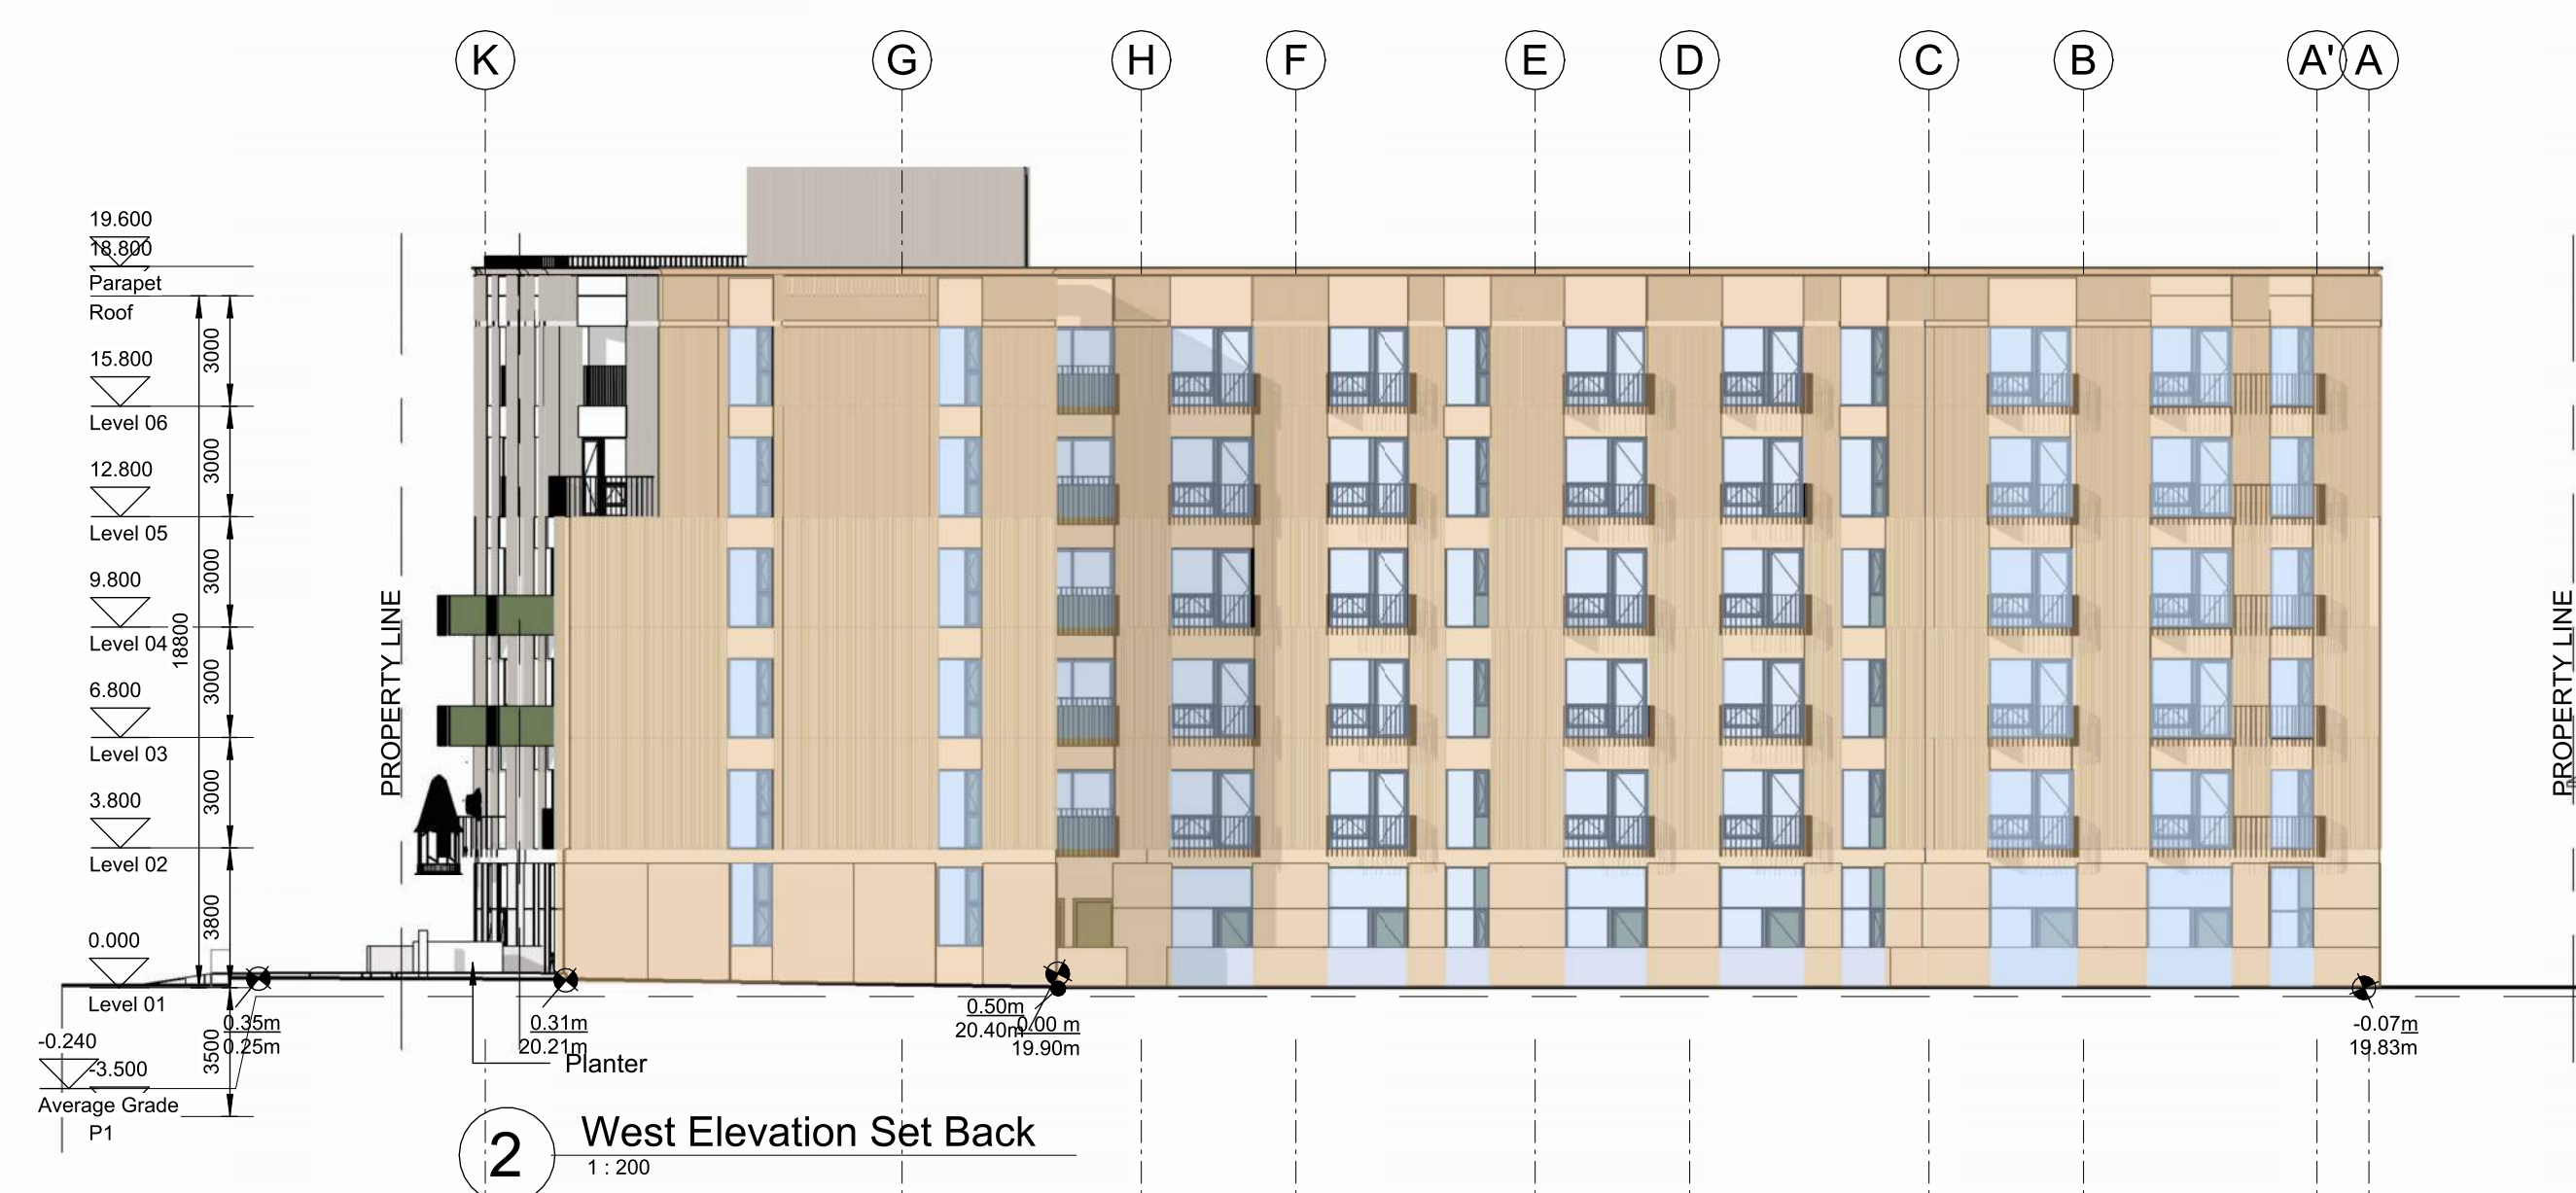 K G H F E D C B A' A
19.600
18.800
Parapet
Roof
15.800
Level 06
12.800
Level 05
9.800
Level 04
6.800
Level 03
3.800
Level 02
0.000
Level 01
-0.240
-3.500
Average Grade
P1
3000
3000
3000
3000
3000
3800
3500
18800
PROPERTY LINE
PROPERTY LINE
0.35m
0.25m
0.31m
20.21m
Planter
0.50m
20.40m
0.00 m
19.90m
-0.07m
19.83m
2
West Elevation Set Back
1 : 200